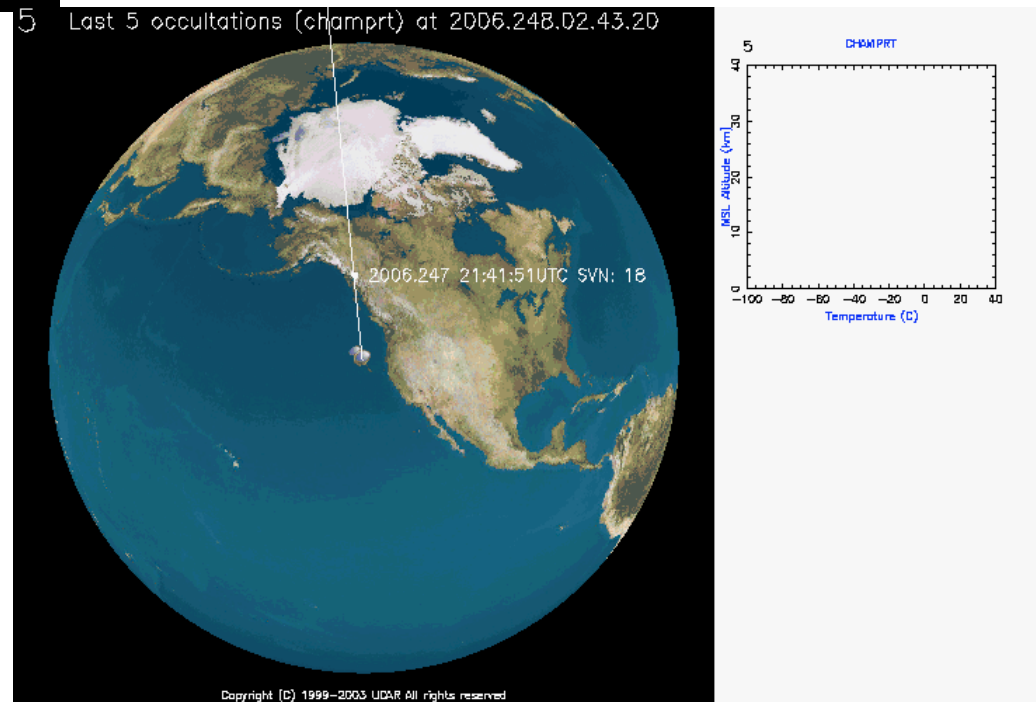 5 Last 5 occultations (champrt) at 2006.248.02.43.20
2006.247 21:41:51UTC SVN: 18
Copyright (C) 1999-2003 UCAR All rights reserved
5 CHAMPRT
MSL Altitude (km)
40
30
20
10
0
-100 -80 -60 -40 -20 0 20 40
Temperature (C)